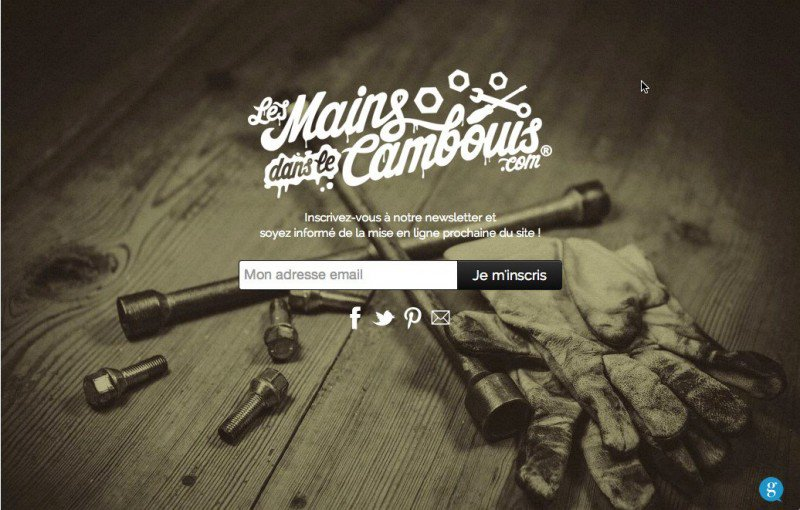 Les Mains
dans le Cambouis
.com®
Inscrivez-vous à notre newsletter et
soyez informé de la mise en ligne prochaine du site !
Mon adresse email
Je m'inscris
g